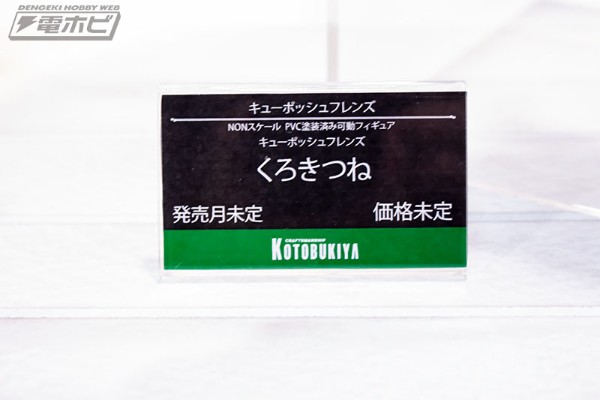 DENGEKI HOBBY WEB
電ホビ
キューポッシュフレンズ
NONスケール PVC塗装済み可動フィギュア
キューポッシュフレンズ
くろきつね
発売月未定 価格未定
CRAFTSMANSHIP
KOTOBUKIYA